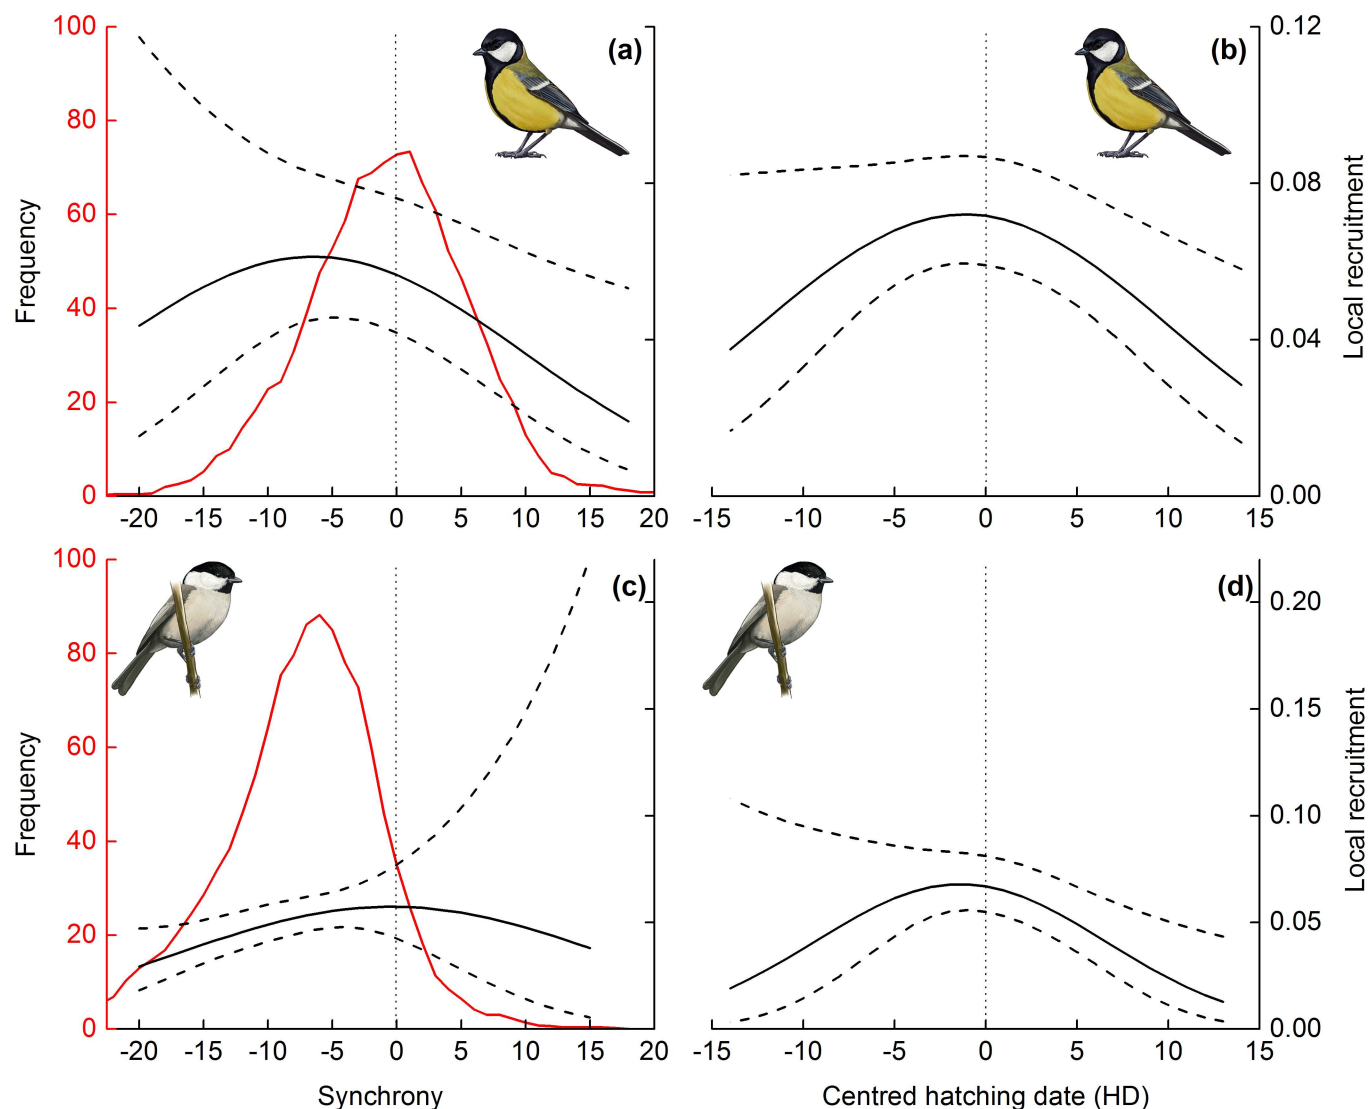 100
80
60
40
20
0
Frequency
(a)
-20 -15 -10 -5 0 5 10 15 20
(b)
0.12
0.08
0.04
0.00
Local recruitment
-15 -10 -5 0 5 10 15
100
80
60
40
20
0
Frequency
(c)
-20 -15 -10 -5 0 5 10 15 20
Synchrony
(d)
0.20
0.15
0.10
0.05
0.00
Local recruitment
-15 -10 -5 0 5 10 15
Centred hatching date (HD)